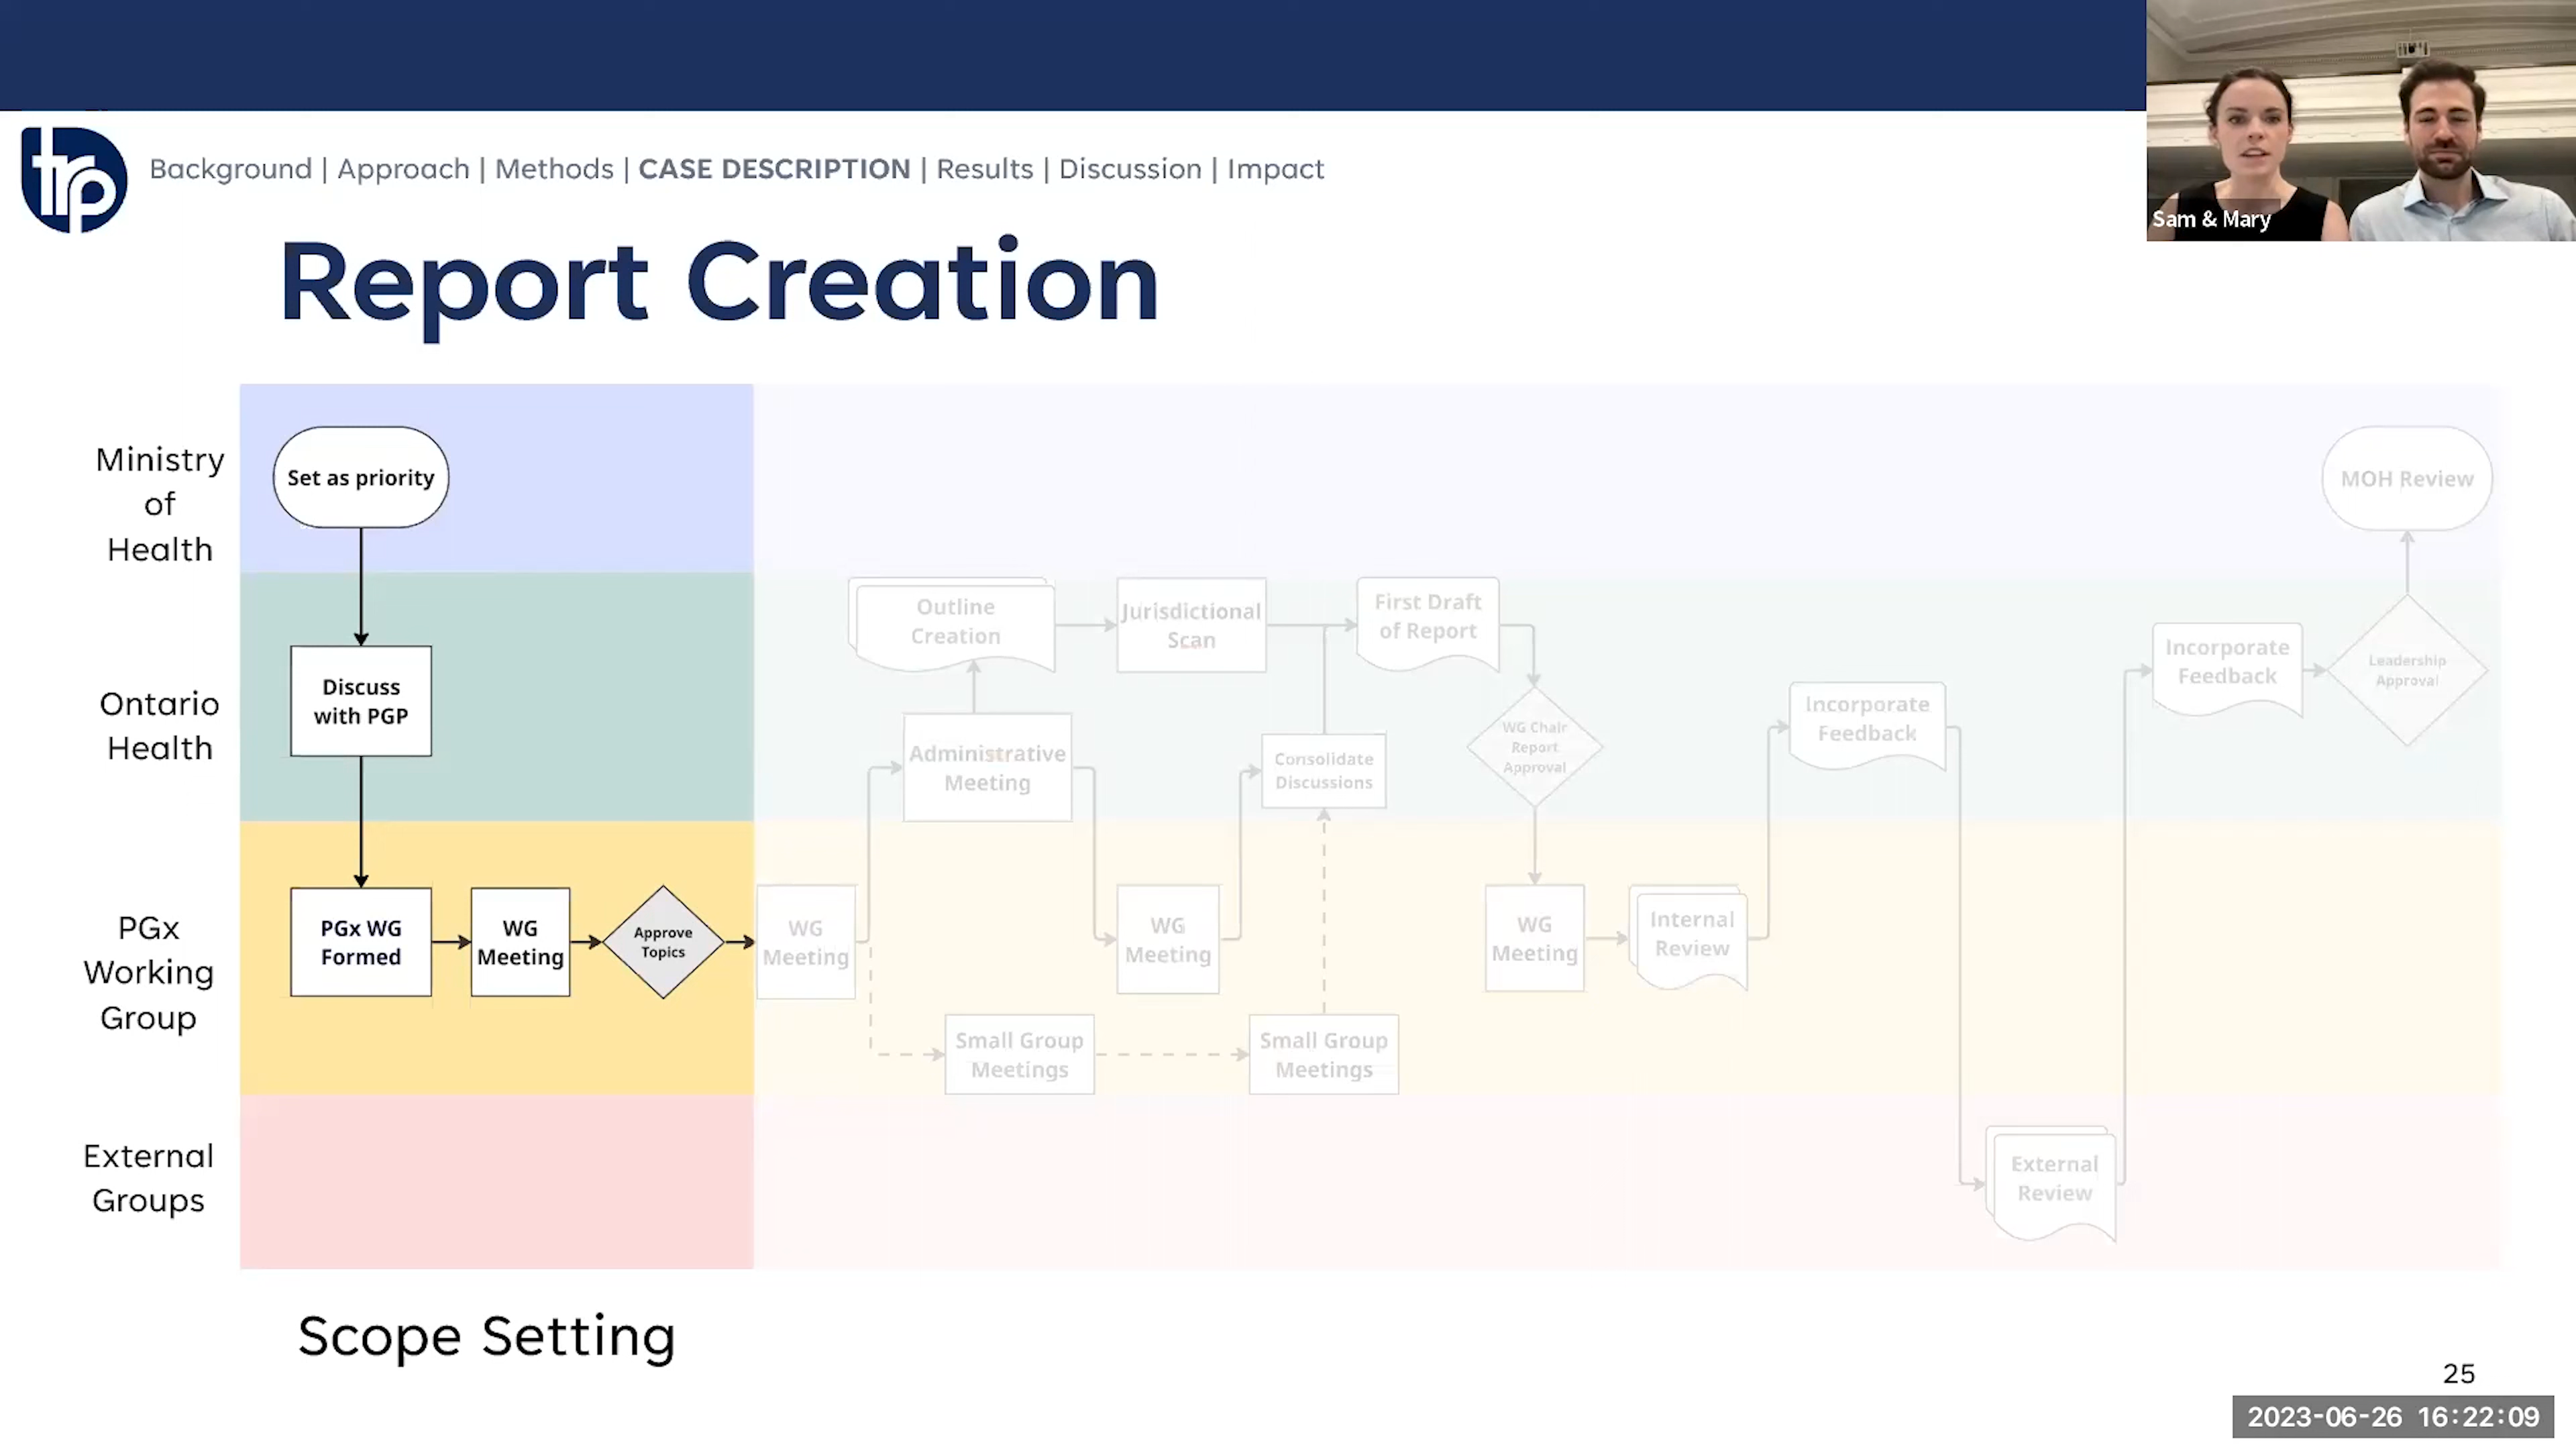 Sam & Mary
trp
Background | Approach | Methods | CASE DESCRIPTION | Results | Discussion | Impact
Report Creation
Ministry
of
Health
Set as priority
MOH Review
Ontario
Health
Discuss
with PGP
Outline
Creation
Jurisdictional
Scan
First Draft
of Report
Administrative
Meeting
Consolidate
Discussions
WG Chair
Report
Approval
Incorporate
Feedback
Incorporate
Feedback
Leadership
Approval
PGx
Working
Group
PGx WG
Formed
WG
Meeting
Approve
Topics
WG
Meeting
WG
Meeting
WG
Meeting
Internal
Review
Small Group
Meetings
Small Group
Meetings
External
Groups
External
Review
Scope Setting
25
2023-06-26 16:22:09